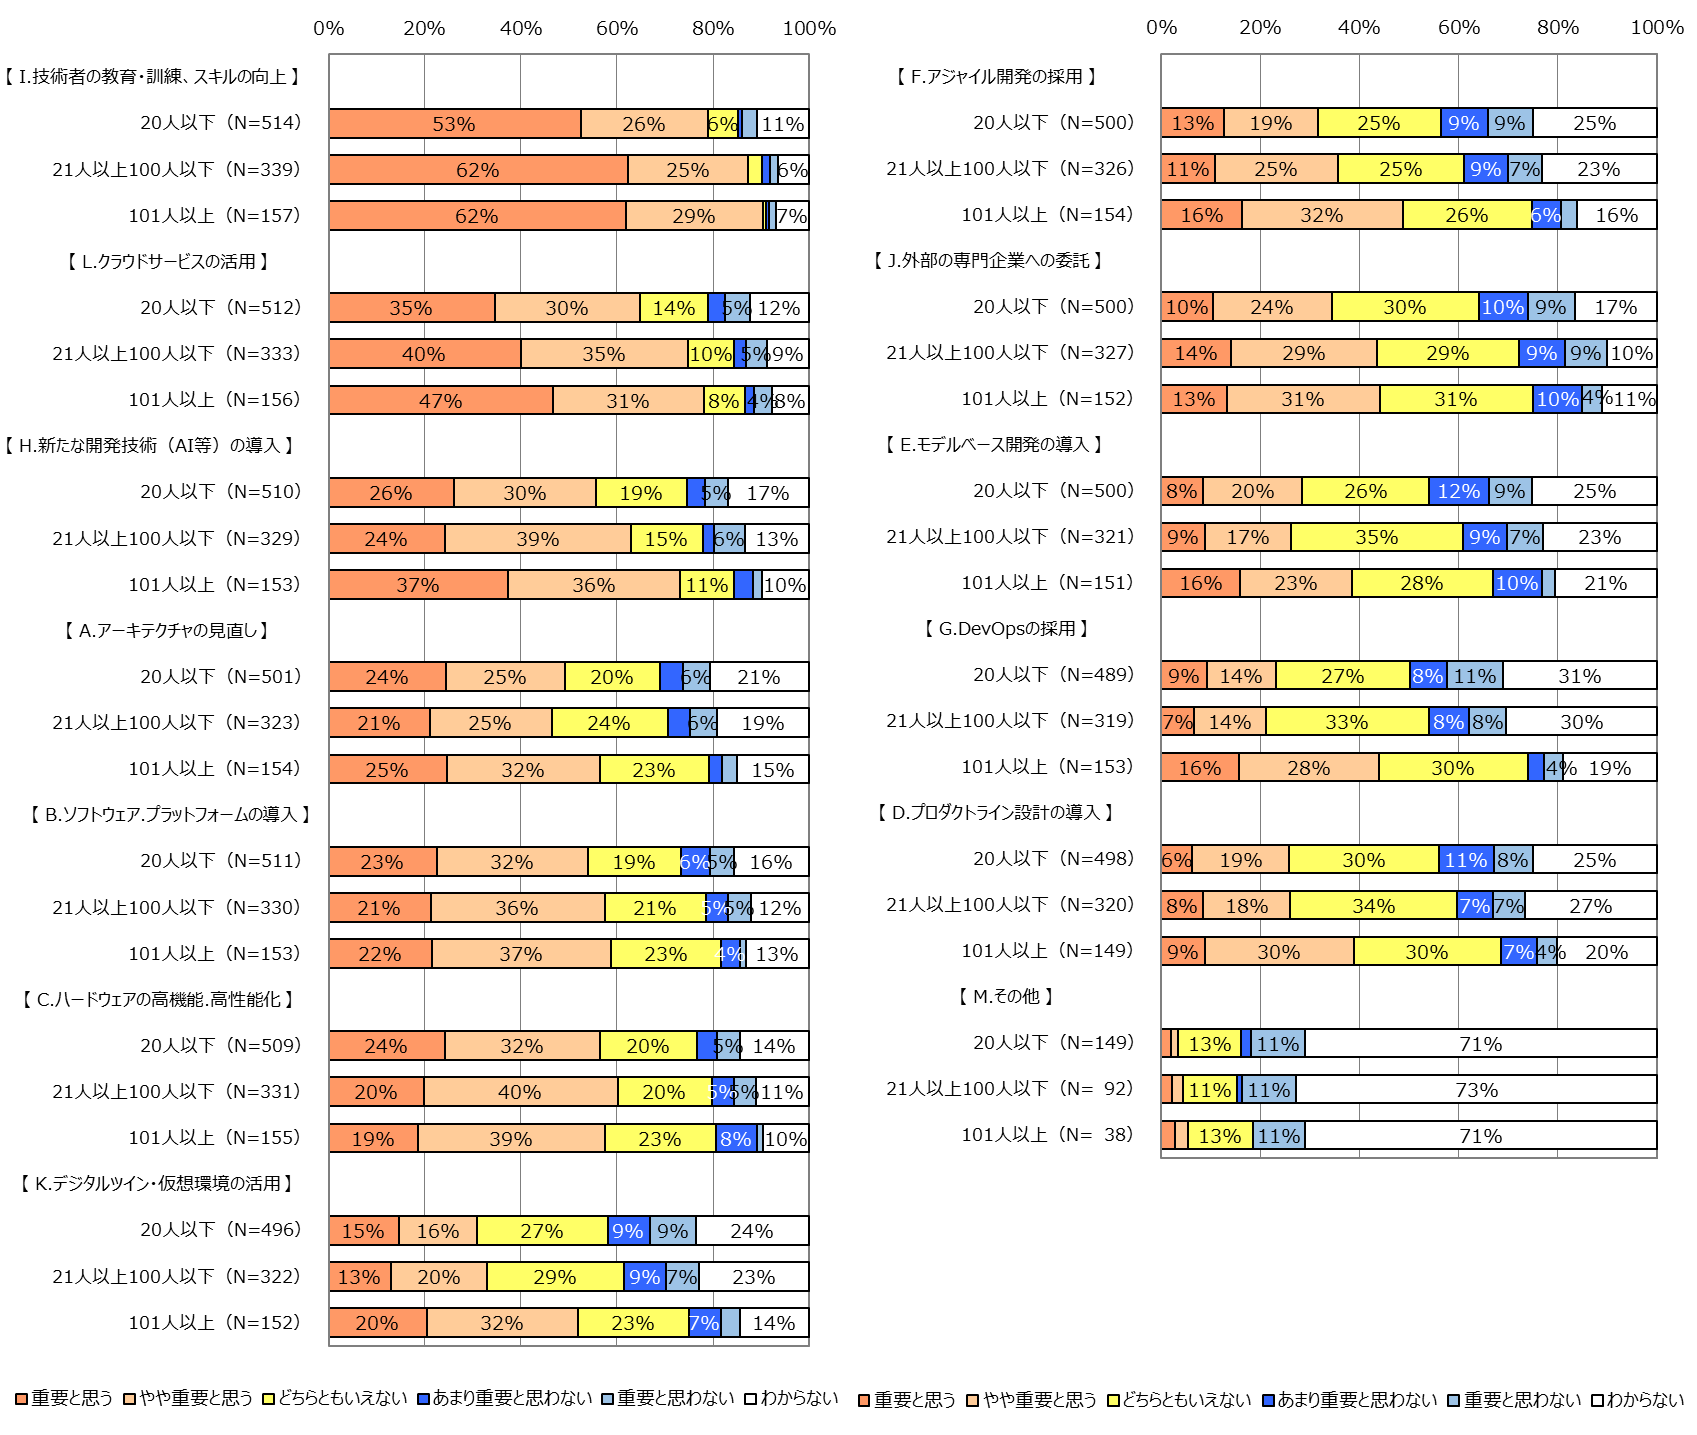 0% 20% 40% 60% 80% 100%
【 I.技術者の教育・訓練、スキルの向上 】
20人以下（N=514） 53% 26% 6% 11%
21人以上100人以下（N=339） 62% 25% 6%
101人以上（N=157） 62% 29% 7%
【 L.クラウドサービスの活用 】
20人以下（N=512） 35% 30% 14% 5% 12%
21人以上100人以下（N=333） 40% 35% 10% 5% 9%
101人以上（N=156） 47% 31% 8% 4% 8%
【 H.新たな開発技術（AI等）の導入 】
20人以下（N=510） 26% 30% 19% 5% 17%
21人以上100人以下（N=329） 24% 39% 15% 6% 13%
101人以上（N=153） 37% 36% 11% 10%
【 A.アーキテクチャの見直し】
20人以下（N=501） 24% 25% 20% 6% 21%
21人以上100人以下（N=323） 21% 25% 24% 6% 19%
101人以上（N=154） 25% 32% 23% 15%
【 B.ソフトウェア.プラットフォームの導入 】
20人以下（N=511） 23% 32% 19% 6% 5% 16%
21人以上100人以下（N=330） 21% 36% 21% 5% 5% 12%
101人以上（N=153） 22% 37% 23% 4% 13%
【 C.ハードウェアの高機能.高性能化 】
20人以下（N=509） 24% 32% 20% 5% 14%
21人以上100人以下（N=331） 20% 40% 20% 5% 5% 11%
101人以上（N=155） 19% 39% 23% 8% 10%
【 K.デジタルツイン・仮想環境の活用 】
20人以下（N=496） 15% 16% 27% 9% 9% 24%
21人以上100人以下（N=322） 13% 20% 29% 9% 7% 23%
101人以上（N=152） 20% 32% 23% 7% 14%
重要と思う やや重要と思う どちらともいえない あまり重要と思わない 重要と思わない わからない
0% 20% 40% 60% 80% 100%
【 F.アジャイル開発の採用 】
20人以下（N=500） 13% 19% 25% 9% 9% 25%
21人以上100人以下（N=326） 11% 25% 25% 9% 7% 23%
101人以上（N=154） 16% 32% 26% 6% 16%
【 J.外部の専門企業への委託 】
20人以下（N=500） 10% 24% 30% 10% 9% 17%
21人以上100人以下（N=327） 14% 29% 29% 9% 9% 10%
101人以上（N=152） 13% 31% 31% 10% 4% 11%
【 E.モデルベース開発の導入 】
20人以下（N=500） 8% 20% 26% 12% 9% 25%
21人以上100人以下（N=321） 9% 17% 35% 9% 7% 23%
101人以上（N=151） 16% 23% 28% 10% 21%
【 G.DevOpsの採用 】
20人以下（N=489） 9% 14% 27% 8% 11% 31%
21人以上100人以下（N=319） 7% 14% 33% 8% 8% 30%
101人以上（N=153） 16% 28% 30% 4% 19%
【 D.プロダクトライン設計の導入 】
20人以下（N=498） 6% 19% 30% 11% 8% 25%
21人以上100人以下（N=320） 8% 18% 34% 7% 7% 27%
101人以上（N=149） 9% 30% 30% 7% 4% 20%
【 M.その他 】
20人以下（N=149） 13% 11% 71%
21人以上100人以下（N= 92） 11% 11% 73%
101人以上（N= 38） 13% 11% 71%
重要と思う やや重要と思う どちらともいえない あまり重要と思わない 重要と思わない わからない